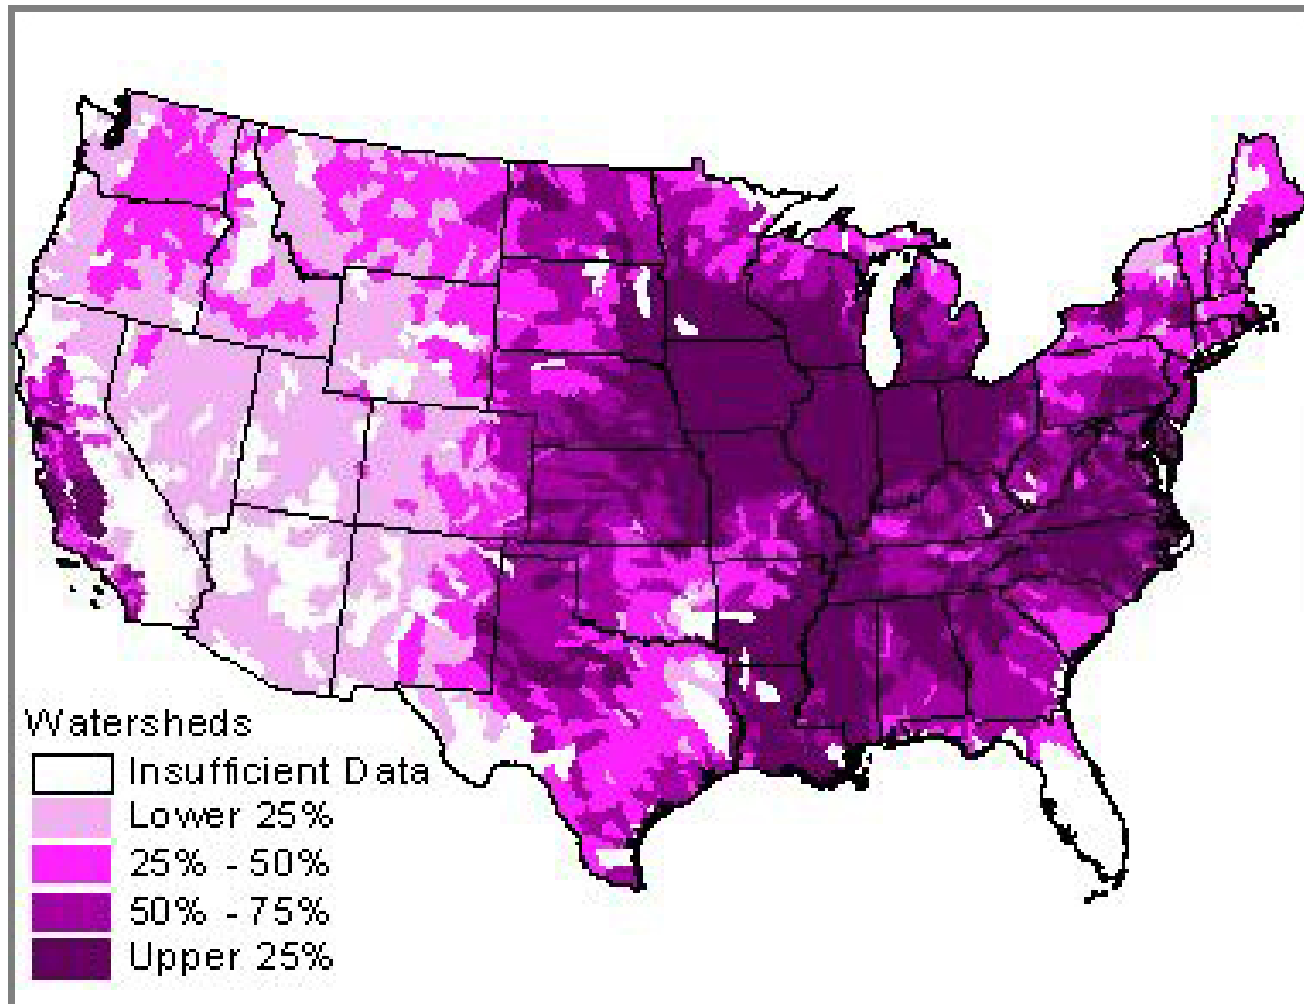 Watersheds
Insufficient Data
Lower 25%
25% - 50%
50% - 75%
Upper 25%